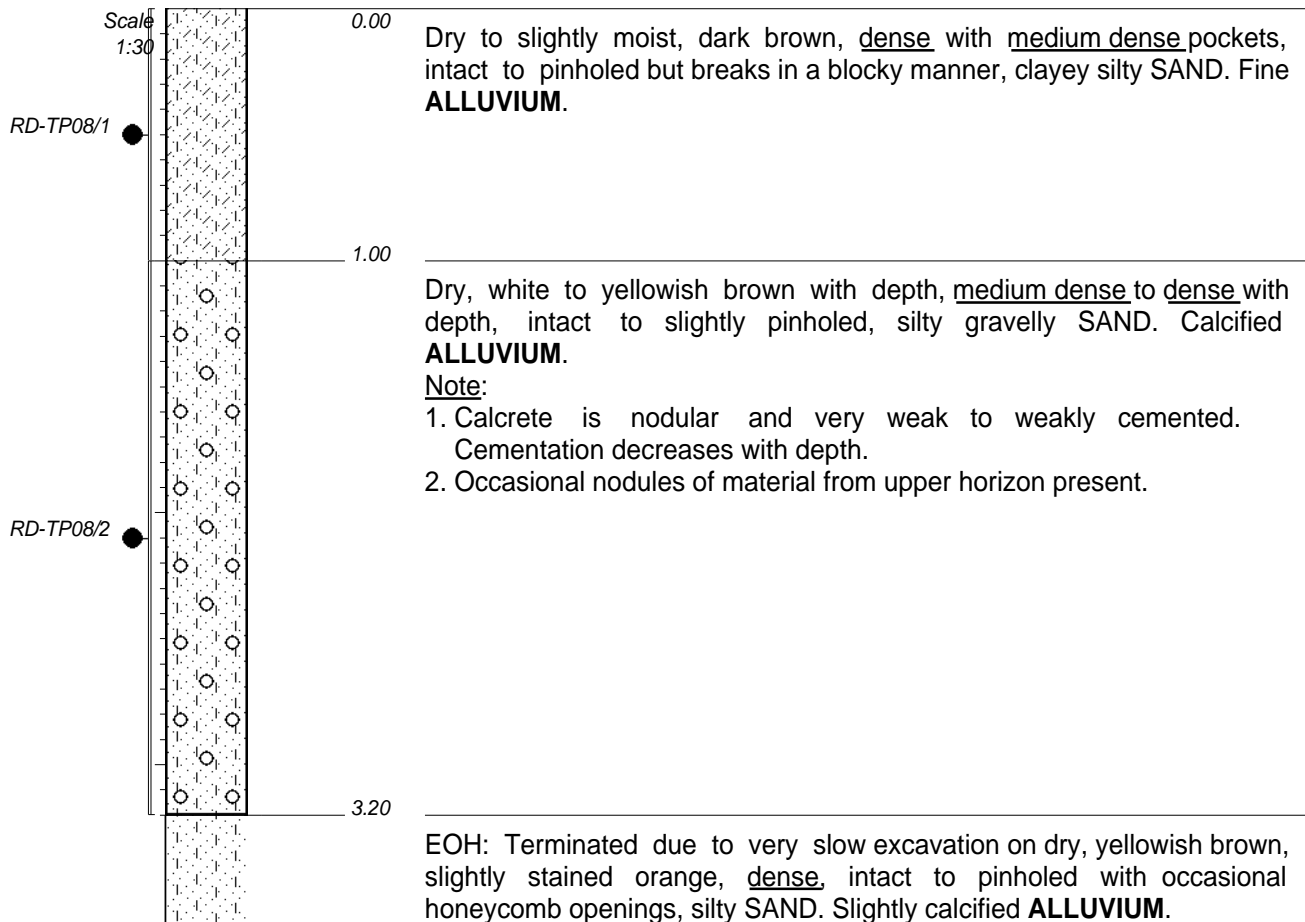 Scale
1:30
0.00
Dry to slightly moist, dark brown, dense with medium dense pockets,
intact to pinholed but breaks in a blocky manner, clayey silty SAND. Fine
ALLUVIUM.
RD-TP08/1
1.00
Dry, white to yellowish brown with depth, medium dense to dense with
depth, intact to slightly pinholed, silty gravelly SAND. Calcified
ALLUVIUM.
Note:
1. Calcrete is nodular and very weak to weakly cemented.
Cementation decreases with depth.
2. Occasional nodules of material from upper horizon present.
RD-TP08/2
3.20
EOH: Terminated due to very slow excavation on dry, yellowish brown,
slightly stained orange, dense, intact to pinholed with occasional
honeycomb openings, silty SAND. Slightly calcified ALLUVIUM.